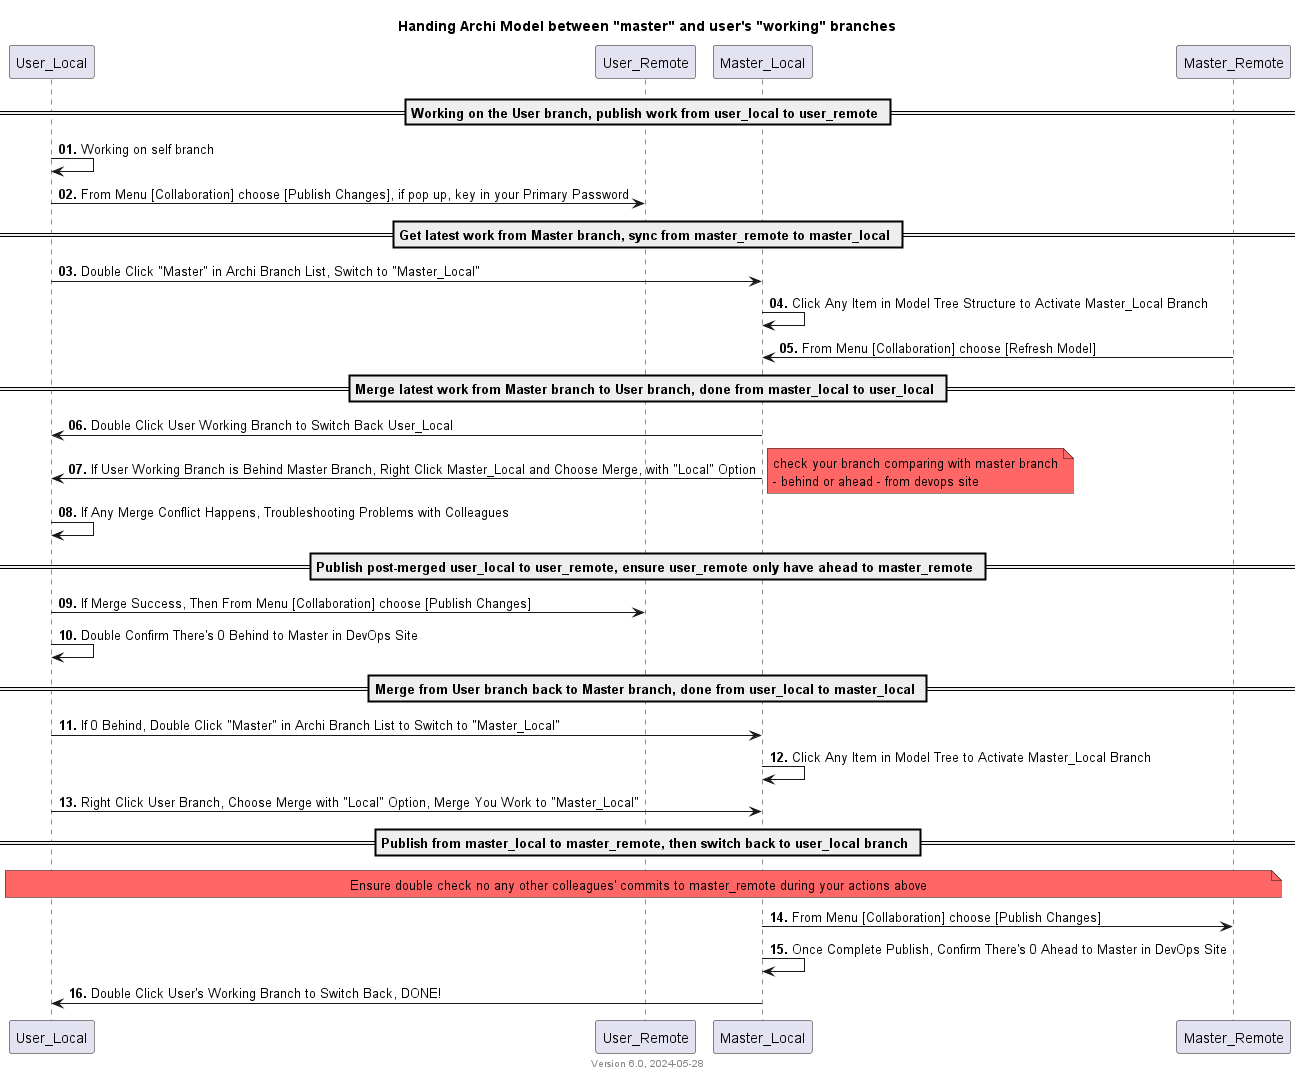 Handing Archi Model between "master" and user's "working" branches
User_Local
User_Remote
Master_Local
Master_Remote
Working on the User branch, publish work from user_local to user_remote
01. Working on self branch
02. From Menu [Collaboration] choose [Publish Changes], if pop up, key in your Primary Password
Get latest work from Master branch, sync from master_remote to master_local
03. Double Click "Master" in Archi Branch List, Switch to "Master_Local"
04. Click Any Item in Model Tree Structure to Activate Master_Local Branch
05. From Menu [Collaboration] choose [Refresh Model]
Merge latest work from Master branch to User branch, done from master_local to user_local
06. Double Click User Working Branch to Switch Back User_Local
07. If User Working Branch is Behind Master Branch, Right Click Master_Local and Choose Merge, with "Local" Option
check your branch comparing with master branch
- behind or ahead - from devops site
08. If Any Merge Conflict Happens, Troubleshooting Problems with Colleagues
Publish post-merged user_local to user_remote, ensure user_remote only have ahead to master_remote
09. If Merge Success, Then From Menu [Collaboration] choose [Publish Changes]
10. Double Confirm There's 0 Behind to Master in DevOps Site
Merge from User branch back to Master branch, done from user_local to master_local
11. If 0 Behind, Double Click "Master" in Archi Branch List to Switch to "Master_Local"
12. Click Any Item in Model Tree to Activate Master_Local Branch
13. Right Click User Branch, Choose Merge with "Local" Option, Merge You Work to "Master_Local"
Publish from master_local to master_remote, then switch back to user_local branch
Ensure double check no any other colleagues' commits to master_remote during your actions above
14. From Menu [Collaboration] choose [Publish Changes]
15. Once Complete Publish, Confirm There's 0 Ahead to Master in DevOps Site
16. Double Click User's Working Branch to Switch Back, DONE!
User_Local
User_Remote
Master_Local
Master_Remote
Version 6.0, 2024-05-28